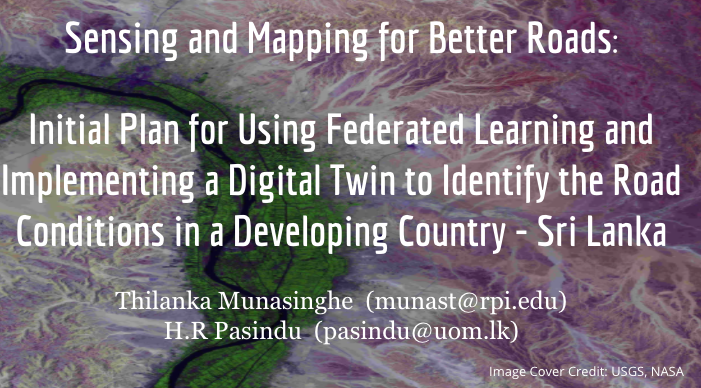 Sensing and Mapping for Better Roads:
Initial Plan for Using Federated Learning and
Implementing a Digital Twin to Identify the Road
Conditions in a Developing Country - Sri Lanka
Thilanka Munasinghe (munast@rpi.edu)
H.R Pasindu (pasindu@uom.lk)
Image Cover Credit: USGS, NASA